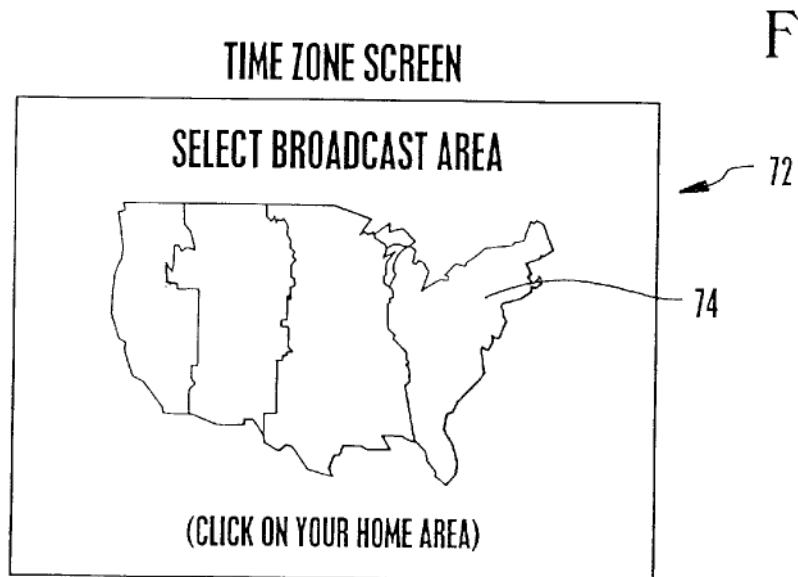 F
TIME ZONE SCREEN
SELECT BROADCAST AREA
72
74
(CLICK ON YOUR HOME AREA)